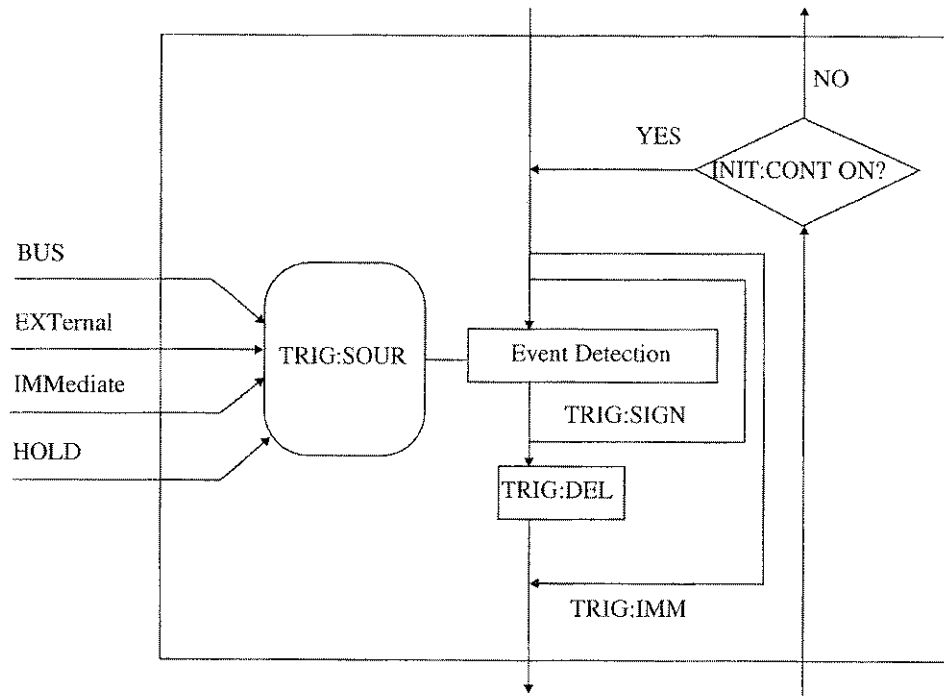 NO
YES
INIT:CONT ON?
BUS
EXTernal
TRIG:SOUR
Event Detection
IMMediate
TRIG:SIGN
HOLD
TRIG:DEL
TRIG:IMM